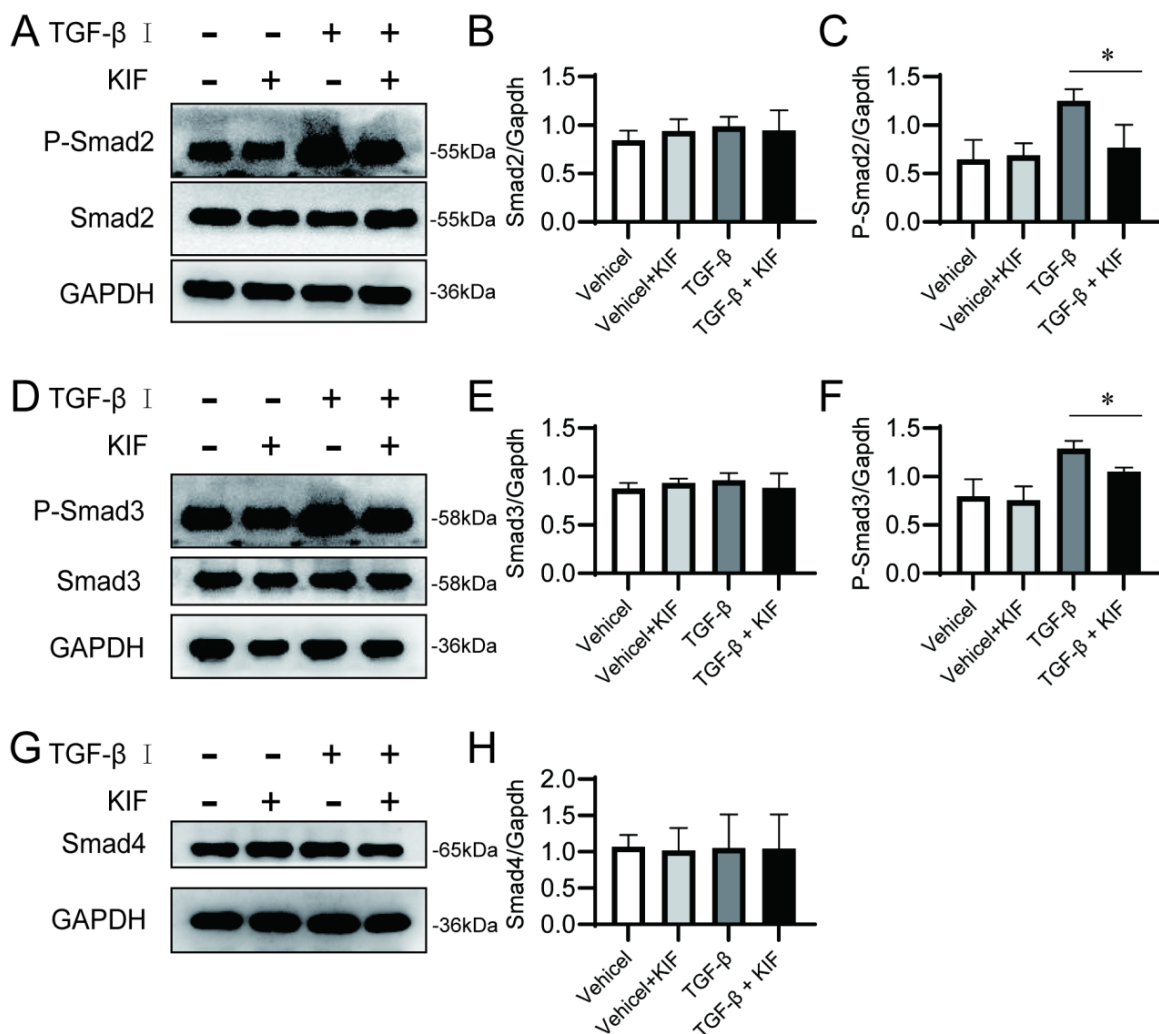 A TGF-β I - - + +
KIF - + - +
P-Smad2 -55kDa
Smad2 -55kDa
GAPDH -36kDa
B
Smad2/Gapdh
1.5
1.0
0.5
0.0
Vehicel Vehicel+KIF TGF-β TGF-β + KIF
C
P-Smad2/Gapdh
*
1.5
1.0
0.5
0.0
Vehicel Vehicel+KIF TGF-β TGF-β + KIF
D TGF-β I - - + +
KIF - + - +
P-Smad3 -58kDa
Smad3 -58kDa
GAPDH -36kDa
E
Smad3/Gapdh
1.5
1.0
0.5
0.0
Vehicel Vehicel+KIF TGF-β TGF-β + KIF
F
P-Smad3/Gapdh
*
1.5
1.0
0.5
0.0
Vehicel Vehicel+KIF TGF-β TGF-β + KIF
G TGF-β I - - + +
KIF - + - +
Smad4 -65kDa
GAPDH -36kDa
H
Smad4/Gapdh
2.0
1.5
1.0
0.5
0.0
Vehicel Vehicel+KIF TGF-β TGF-β + KIF